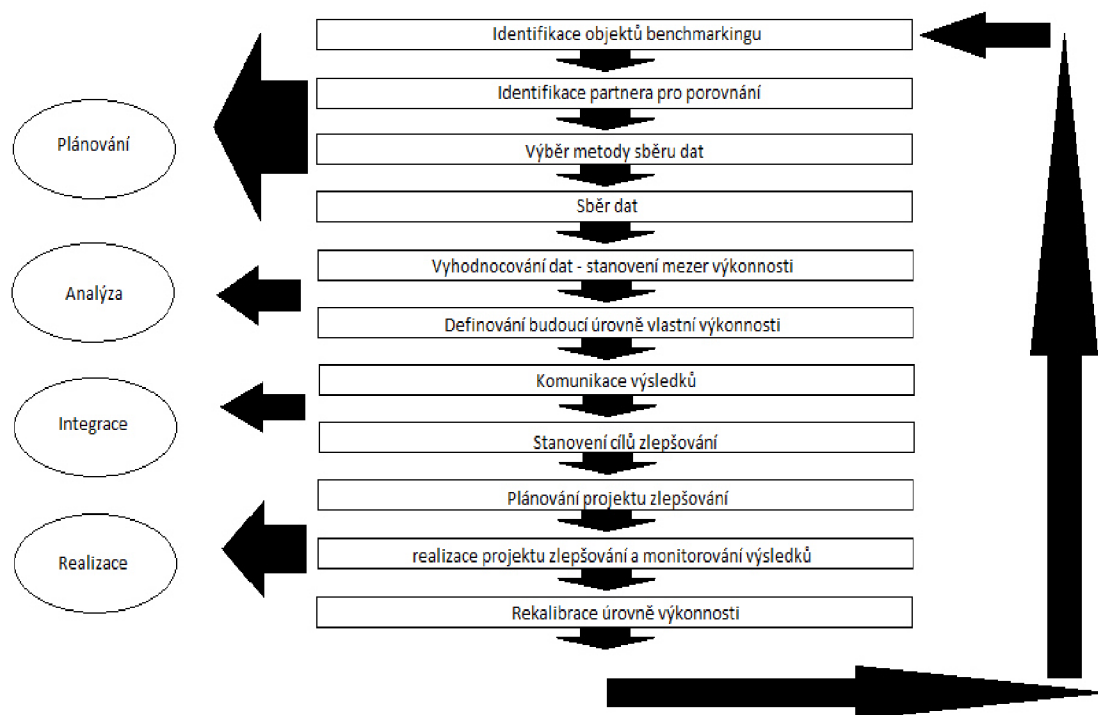 Identifikace objektů benchmarkingu
Identifikace partnera pro porovnání
Plánování
Výběr metody sběru dat
Sběr dat
Vyhodnocování dat - stanovení mezer výkonnosti
Analýza
Definování budoucí úrovně vlastní výkonnosti
Komunikace výsledků
Integrace
Stanovení cílů zlepšování
Plánování projektu zlepšování
realizace projektu zlepšování a monitorování výsledků
Realizace
Rekalibrace úrovně výkonnosti